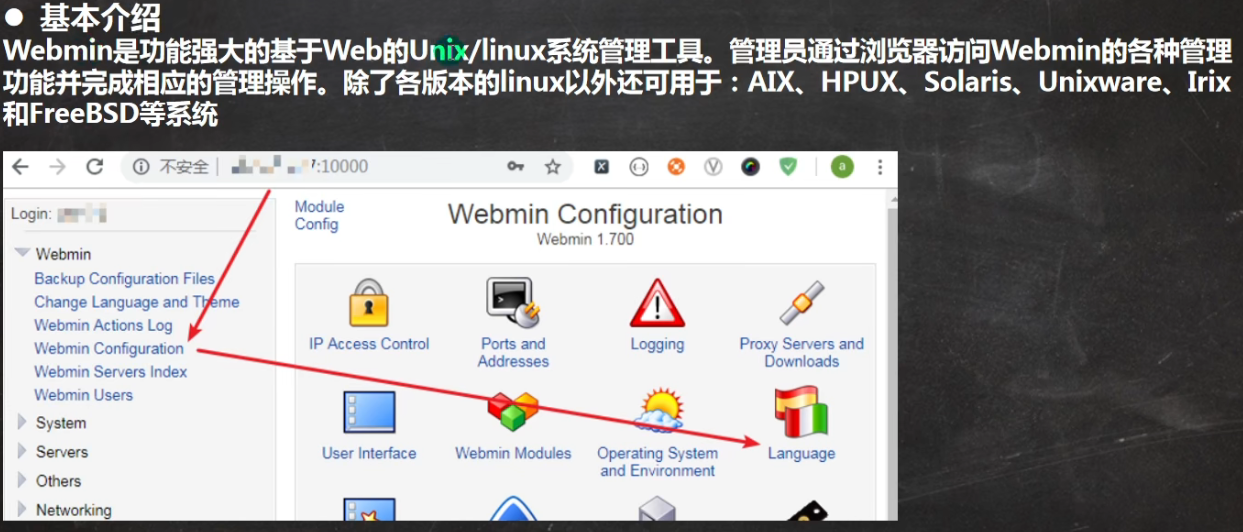 ● 基本介绍
Webmin是功能强大的基于Web的Unix/linux系统管理工具。管理员通过浏览器访问Webmin的各种管理
功能并完成相应的管理操作。除了各版本的linux以外还可用于：AIX、HPUX、Solaris、Unixware、Irix
和FreeBSD等系统
不安全 :10000
a
Login:
Webmin
Backup Configuration Files
Change Language and Theme
Webmin Actions Log
Webmin Configuration
Webmin Servers Index
Webmin Users
System
Servers
Others
Networking
Module
Config
Webmin Configuration
Webmin 1.700
IP Access Control
Ports and
Addresses
Logging
Proxy Servers and
Downloads
User Interface
Webmin Modules
Operating System
and Environment
Language